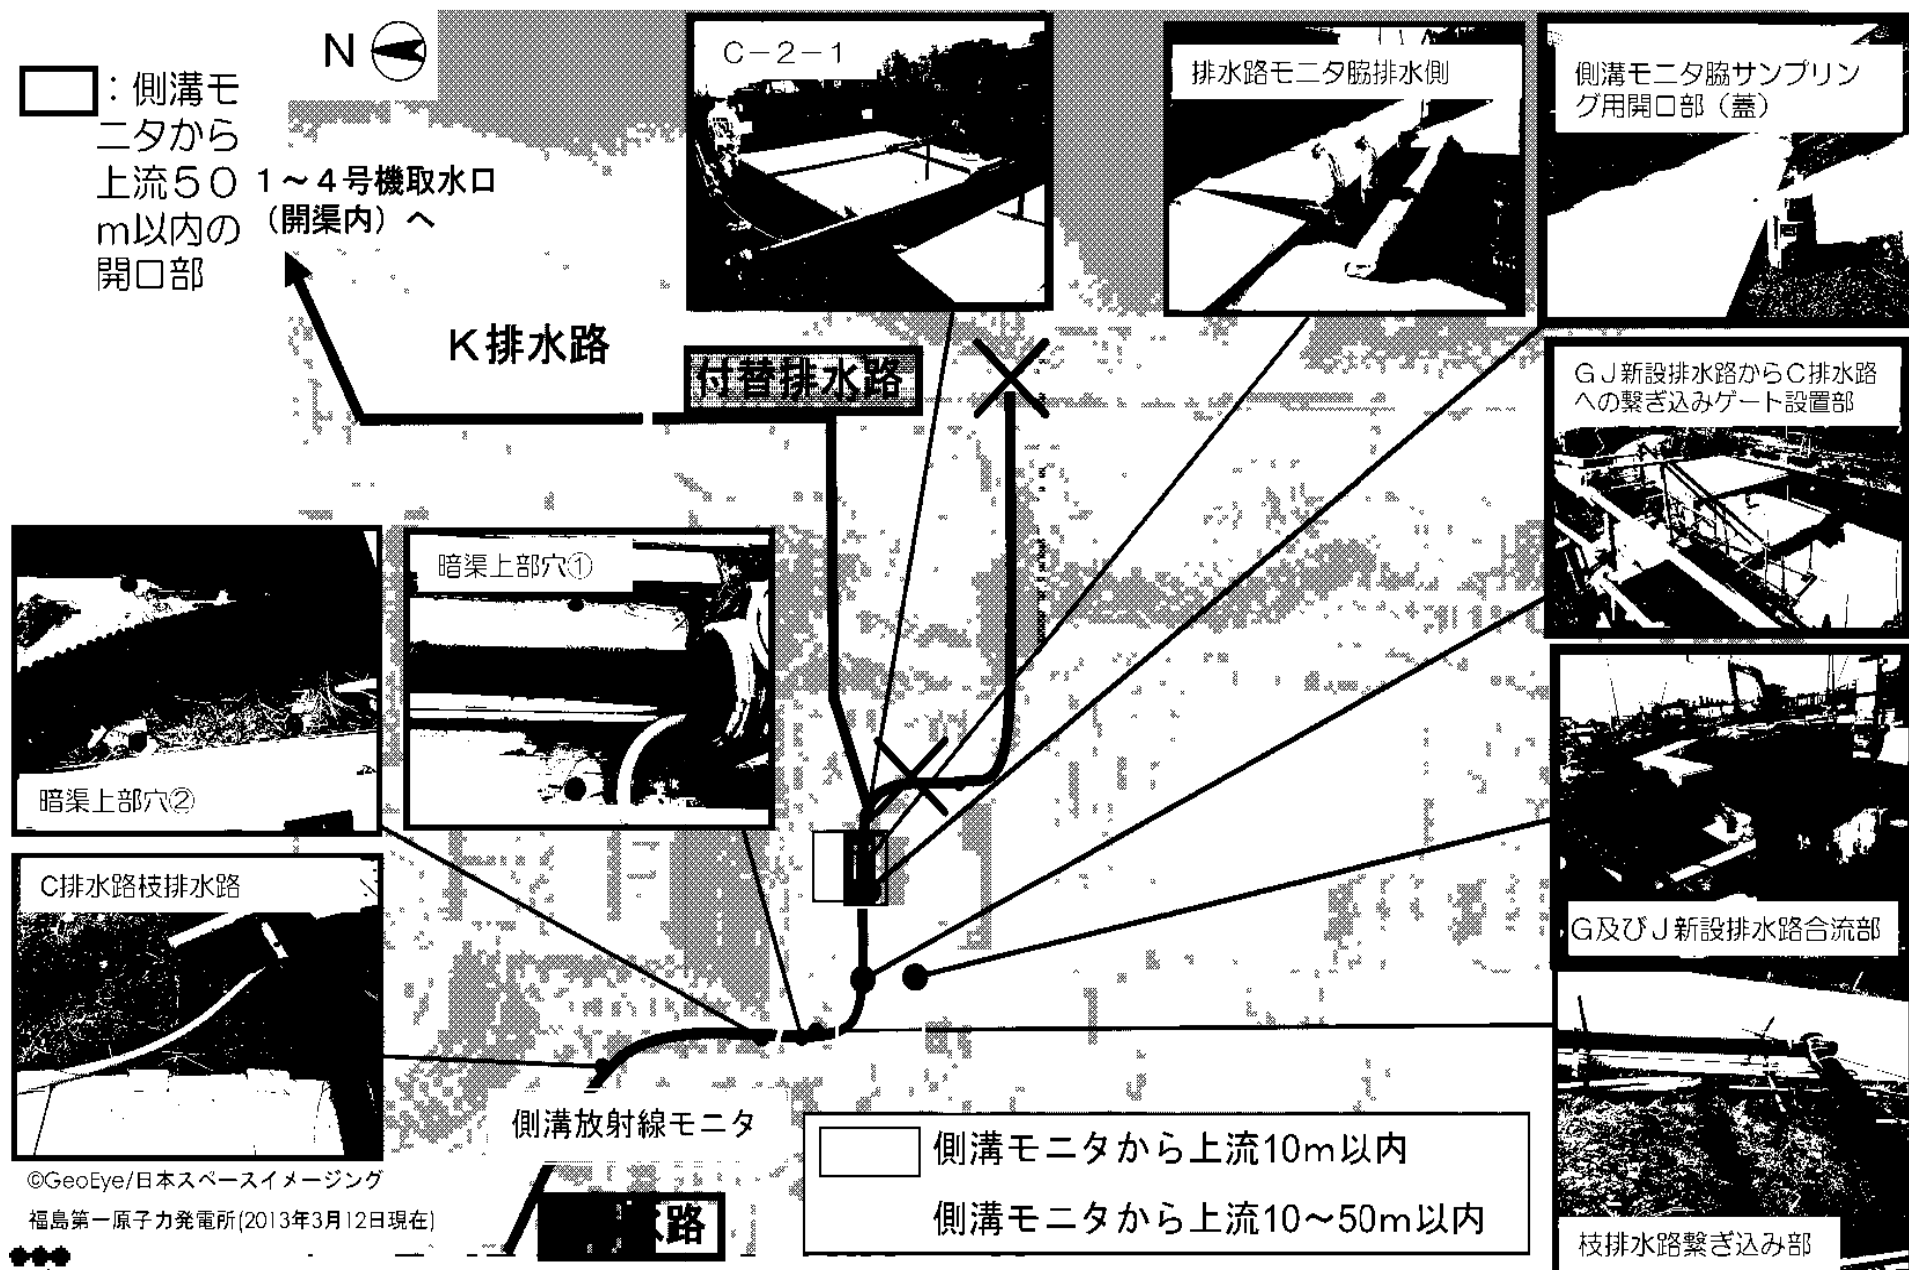 N
：側溝モ
ニタから
上流５０
m以内の
開口部
１～４号機取水口
（開渠内）へ
C－2－1
排水路モニタ脇排水側
側溝モニタ脇サンプリン
グ用開口部（蓋）
K排水路
付替排水路
ＧＪ新設排水路からＣ排水路
への繋ぎ込みゲート設置部
暗渠上部穴①
暗渠上部穴②
C排水路枝排水路
G及びＪ新設排水路合流部
側溝放射線モニタ
側溝モニタから上流10m以内
側溝モニタから上流10～50m以内
©GeoEye/日本スペースイメージング
福島第一原子力発電所(2013年3月12日現在)
路
枝排水路繋ぎ込み部